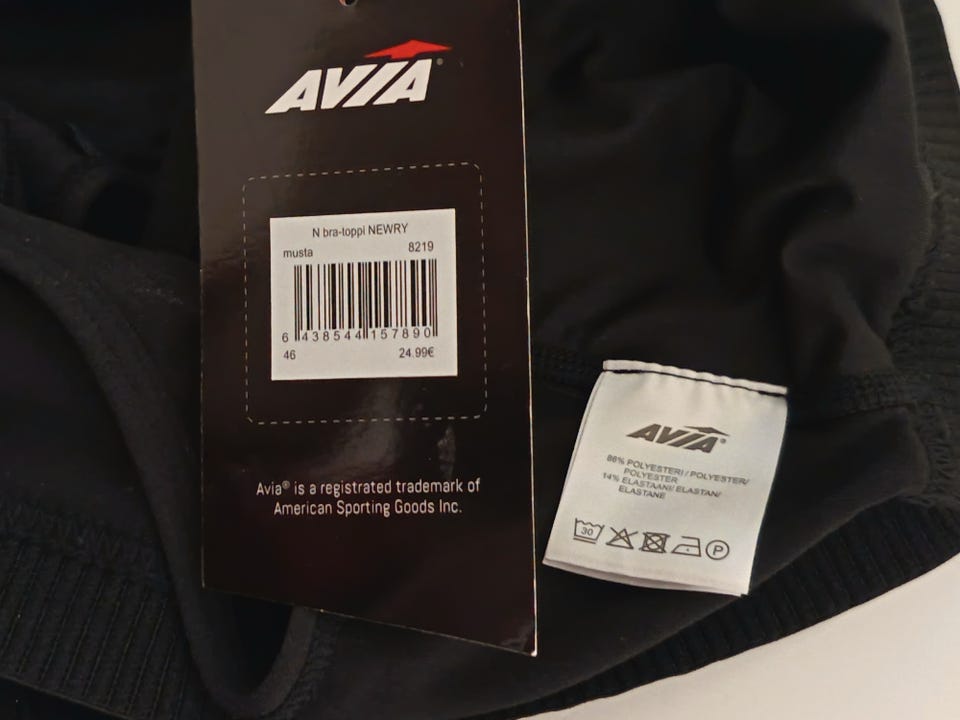 AVIA®
N bra-toppi NEWRY
musta 8219
6 438544 157890
46 24.99€
Avia® is a registrated trademark of
American Sporting Goods Inc.
AVIA®
86% POLYESTERI / POLYESTER/
POLYESTER
14% ELASTAANI/ ELASTAN/
ELASTANE
30 P